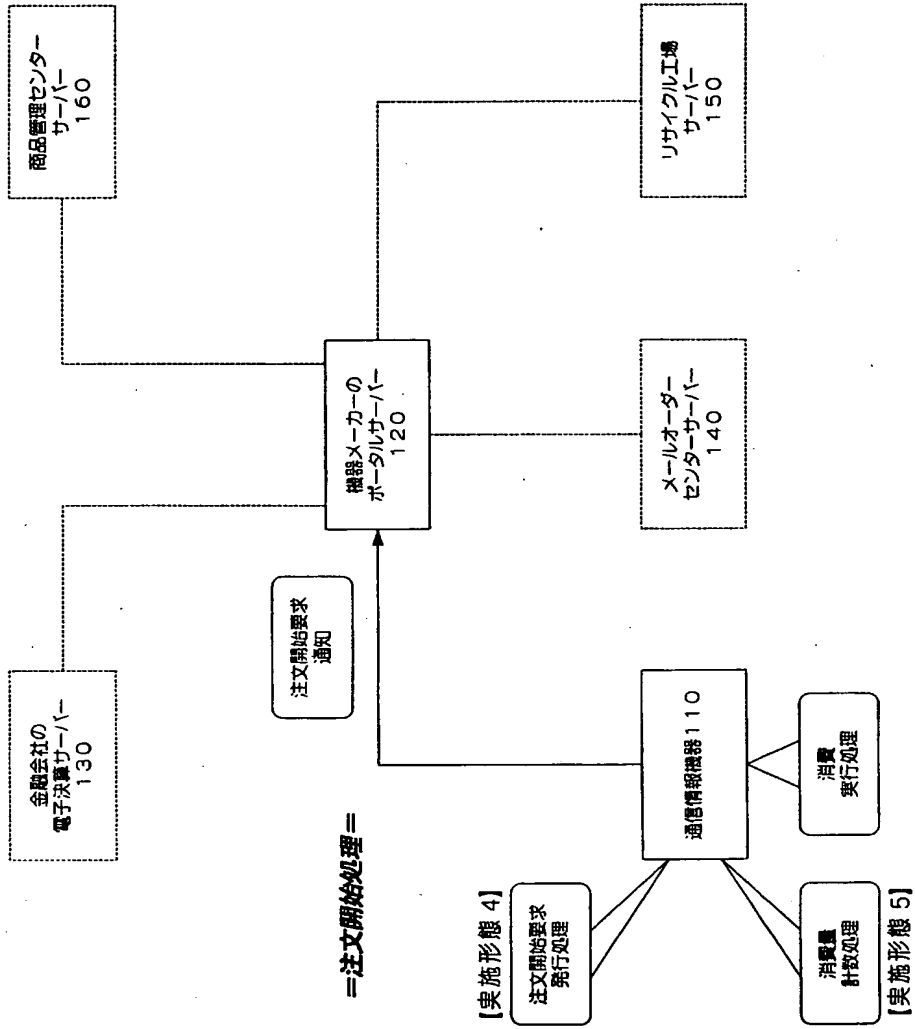 =注文開始処理=
金融会社の
電子決算サーバー
130
商品管理センター
サーバー
160
注文開始要求
通知
機器メーカーの
ポータルサーバー
120
【実施形態 4】
注文開始要求
発行処理
通信情報機器110
メールオーダー
センターサーバー
140
リサイクル工場
サーバー
150
消費量
計数処理
【実施形態 5】
消費
実行処理